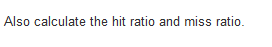 Also calculate the hit ratio and miss ratio.